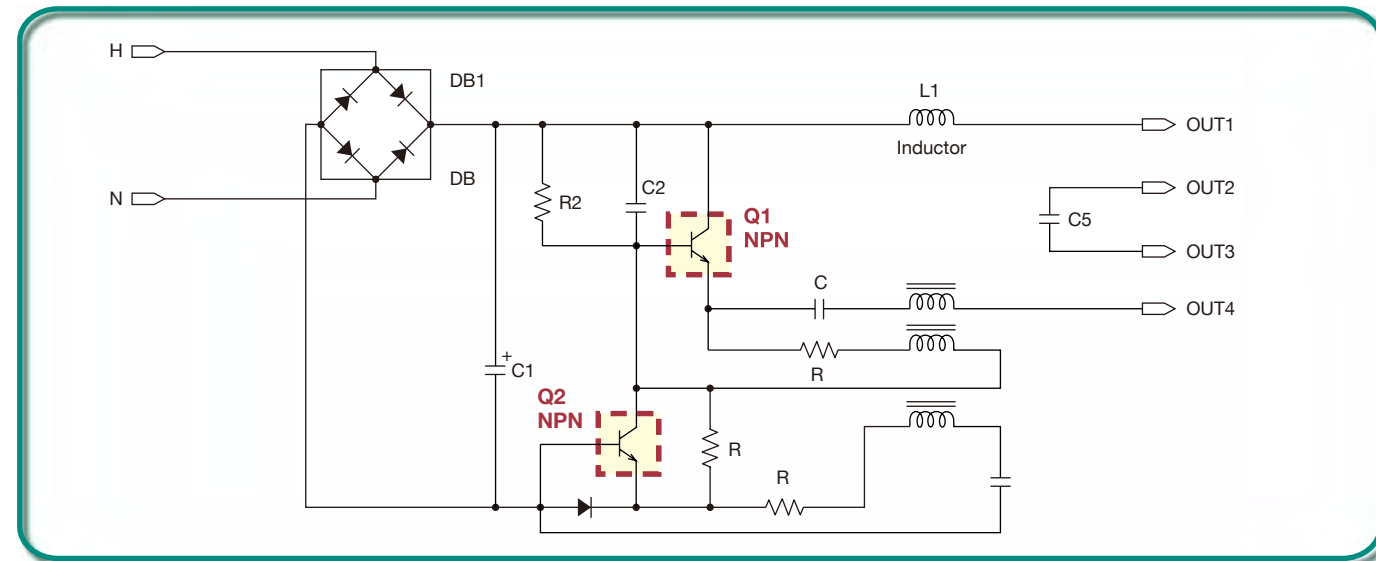 H
DB1
L1
OUT1
Inductor
DB
N
R2
C2
Q1
NPN
OUT2
C5
OUT3
C
OUT4
+
C1
R
Q2
NPN
R
R